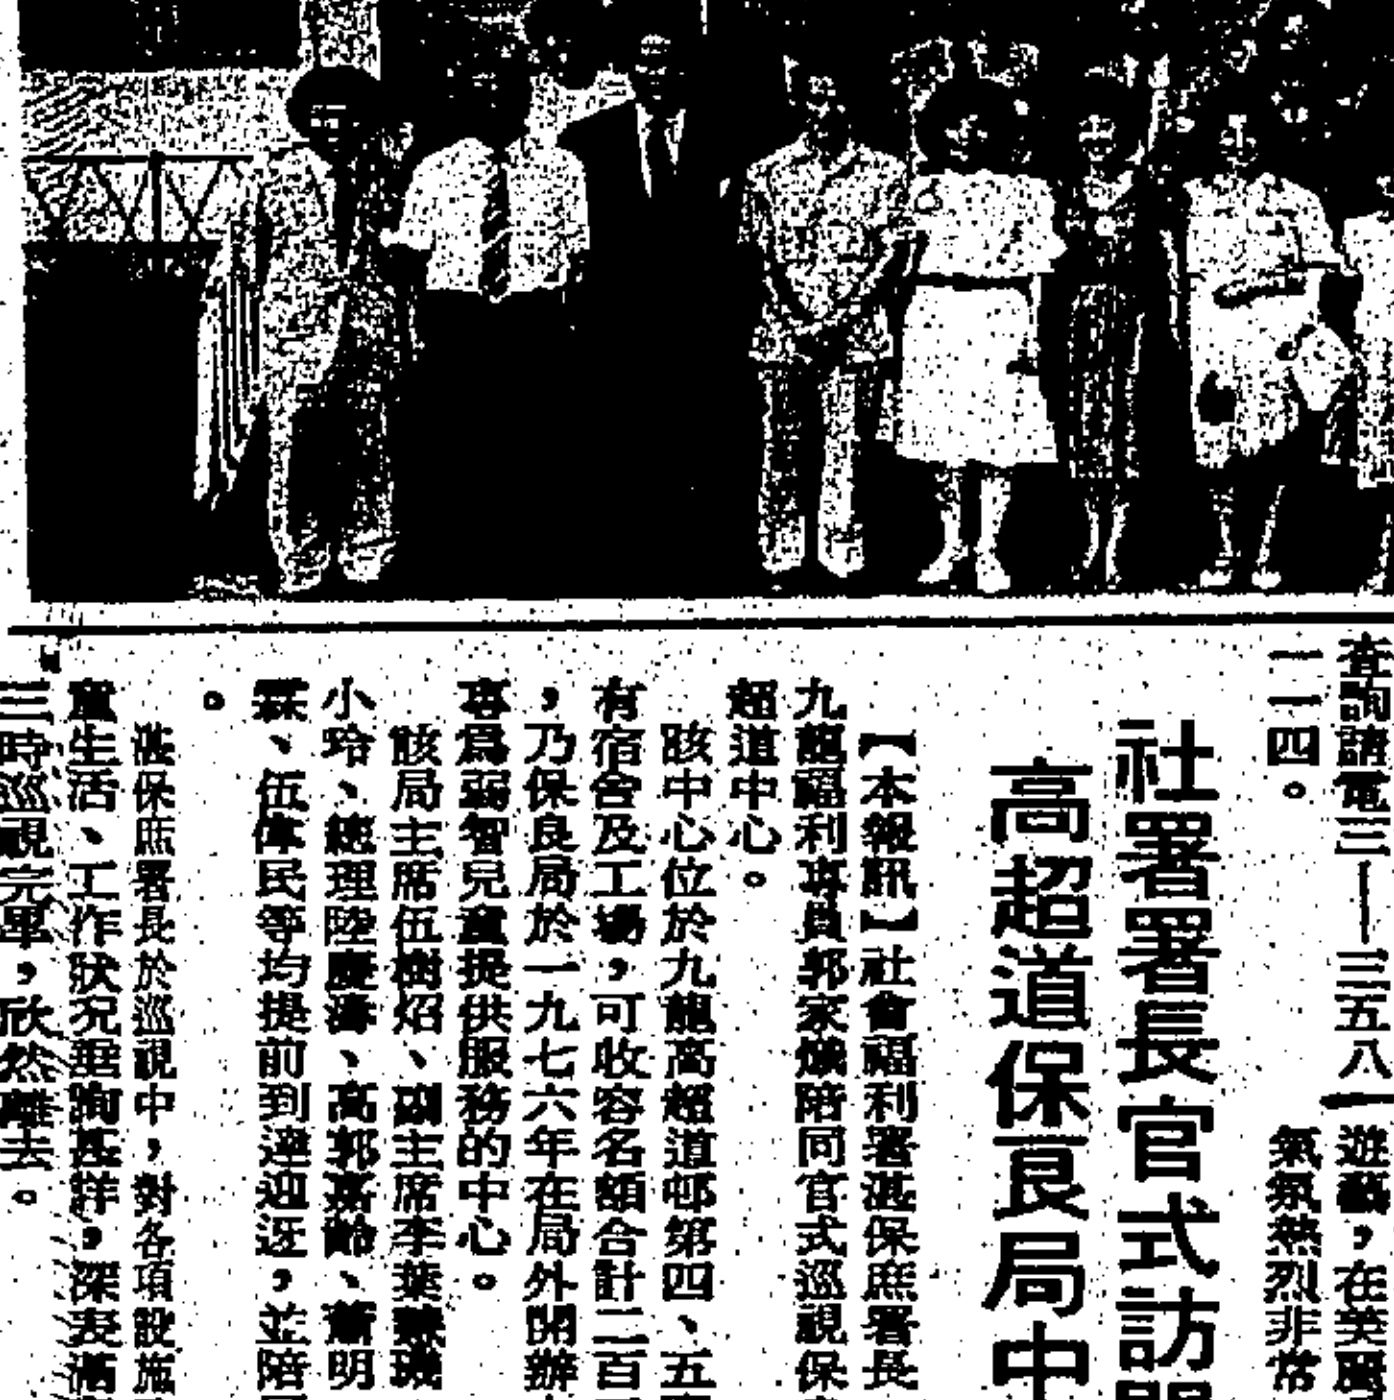 查詢請電三——三五八一
一一四。
遊藝,在美麗
氣氛熱烈非常
社署署長官式訪
高超道保良局中
【本報訊】社會福利署湛保庶署長
九龍福利專員郭家爌陪同官式巡視保
超道中心。
該中心位於九龍高超道邨第四、五
有宿舍及工場,可收容名額合計二百
,乃保良局於一九七六年在局外開辦
專爲弱智兒童提供服務的中心。
該局主席伍樹炤、副主席李葉
小玲、總理陸慶濤、高郭嘉齡、蕭明
霖、伍偉民等均提前到達迎迓,並陪
。
湛保庶署長於巡視中,對各項設施
童生活、工作狀況垂詢甚詳,深表滿
三時巡視完畢,欣然離去。